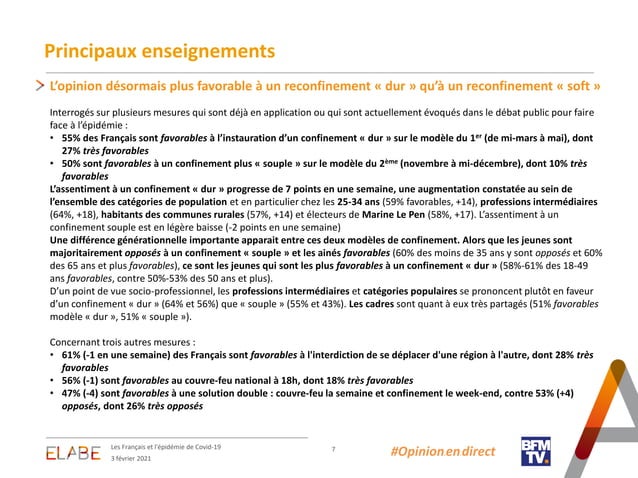 Principaux enseignements
L’opinion désormais plus favorable à un reconfinement « dur » qu’à un reconfinement « soft »
Interrogés sur plusieurs mesures qui sont déjà en application ou qui sont actuellement évoqués dans le débat public pour faire
face à l’épidémie :
• 55% des Français sont favorables à l’instauration d’un confinement « dur » sur le modèle du 1er (de mi-mars à mai), dont
27% très favorables
• 50% sont favorables à un confinement plus « souple » sur le modèle du 2ème (novembre à mi-décembre), dont 10% très
favorables
L’assentiment à un confinement « dur » progresse de 7 points en une semaine, une augmentation constatée au sein de
l’ensemble des catégories de population et en particulier chez les 25-34 ans (59% favorables, +14), professions intermédiaires
(64%, +18), habitants des communes rurales (57%, +14) et électeurs de Marine Le Pen (58%, +17). L’assentiment à un
confinement souple est en légère baisse (-2 points en une semaine)
Une différence générationnelle importante apparait entre ces deux modèles de confinement. Alors que les jeunes sont
majoritairement opposés à un confinement « souple » et les ainés favorables (60% des moins de 35 ans y sont opposés et 60%
des 65 ans et plus favorables), ce sont les jeunes qui sont les plus favorables à un confinement « dur » (58%-61% des 18-49
ans favorables, contre 50%-53% des 50 ans et plus).
D’un point de vue socio-professionnel, les professions intermédiaires et catégories populaires se prononcent plutôt en faveur
d’un confinement « dur » (64% et 56%) que « souple » (55% et 43%). Les cadres sont quant à eux très partagés (51% favorables
modèle « dur », 51% « souple »).
Concernant trois autres mesures :
• 61% (-1 en une semaine) des Français sont favorables à l'interdiction de se déplacer d'une région à l'autre, dont 28% très
favorables
• 56% (-1) sont favorables au couvre-feu national à 18h, dont 18% très favorables
• 47% (-4) sont favorables à une solution double : couvre-feu la semaine et confinement le week-end, contre 53% (+4)
opposés, dont 26% très opposés
ELABE
Les Français et l’épidémie de Covid-19
3 février 2021
7
#Opinion en direct
BFM
TV.